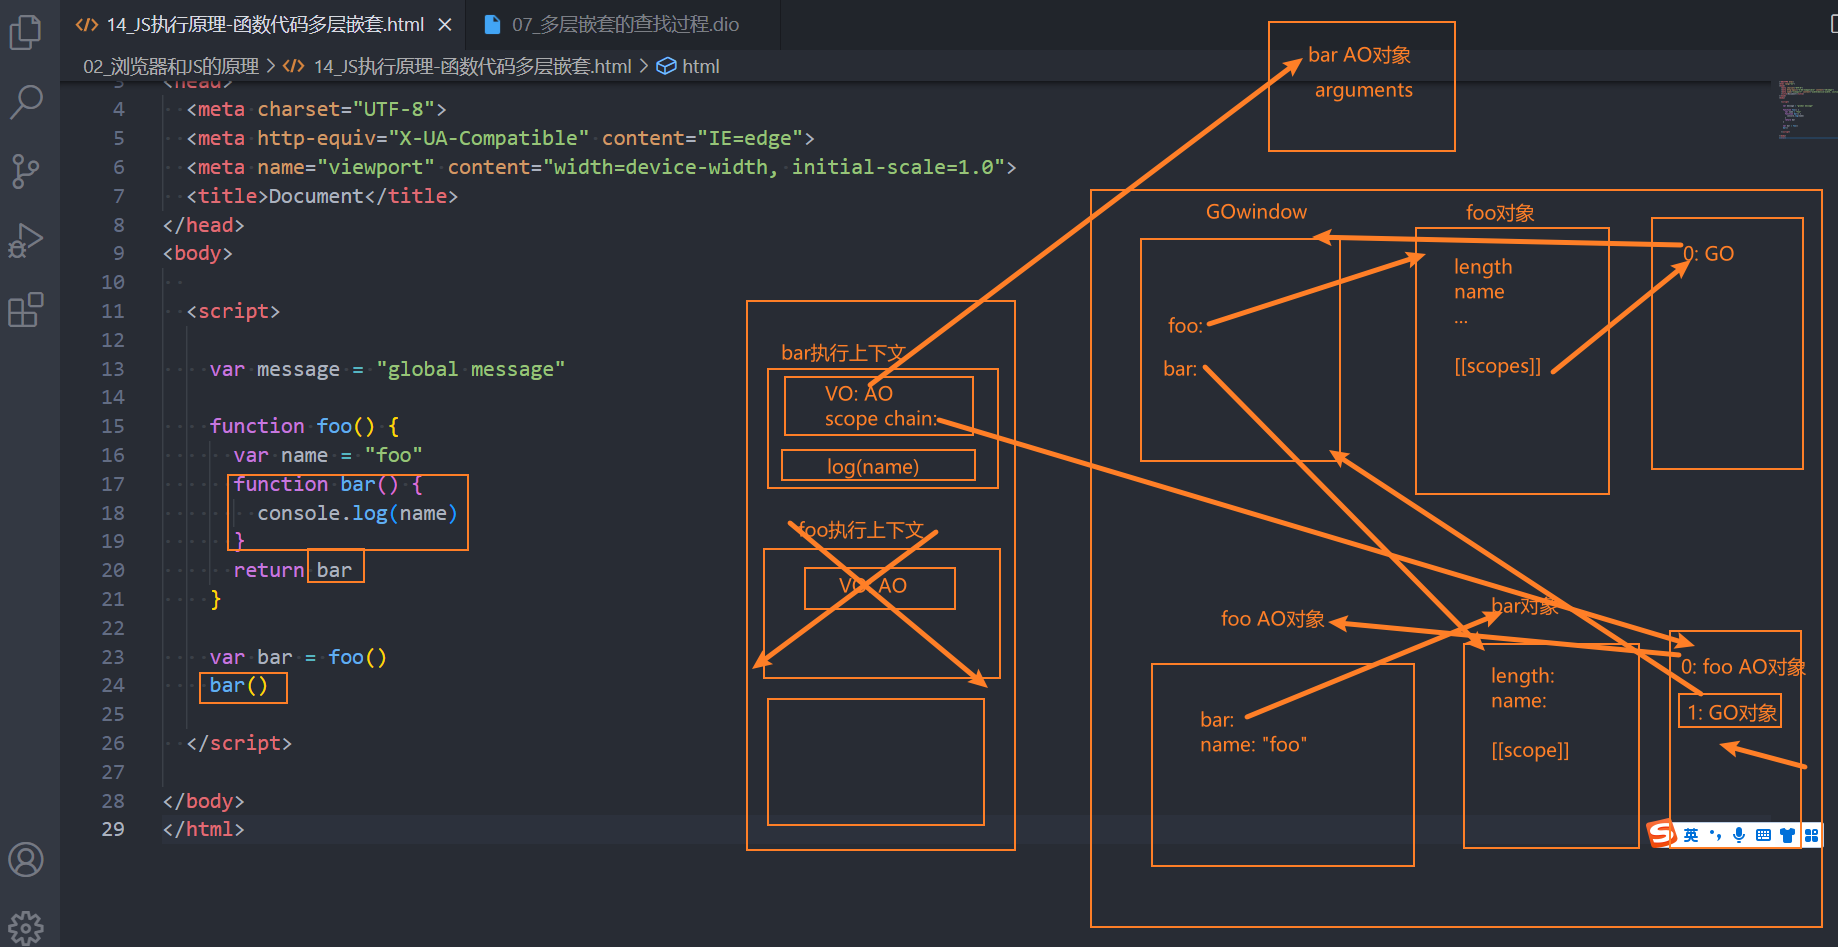 14_JS执行原理-函数代码多层嵌套.html
07_多层嵌套的查找过程.dio
02_浏览器和JS的原理 > 14_JS执行原理-函数代码多层嵌套.html > html
3 <head>
4 <meta charset="UTF-8">
5 <meta http-equiv="X-UA-Compatible" content="IE=edge">
6 <meta name="viewport" content="width=device-width, initial-scale=1.0">
7 <title>Document</title>
8 </head>
9 <body>
10
11 <script>
12
13 var message = "global message"
14
15 function foo() {
16 var name = "foo"
17 function bar() {
18 console.log(name)
19 }
20 return bar
21 }
22
23 var bar = foo()
24 bar()
25
26 </script>
27
28 </body>
29 </html>
bar执行上下文
VO: AO
scope chain:
log(name)
foo执行上下文
VO: AO
bar AO对象
arguments
GOwindow
foo:
bar:
foo对象
length
name
...
[[scopes]]
0: GO
foo AO对象
bar:
name: "foo"
bar对象
length:
name:
[[scope]]
0: foo AO对象
1: GO对象
英